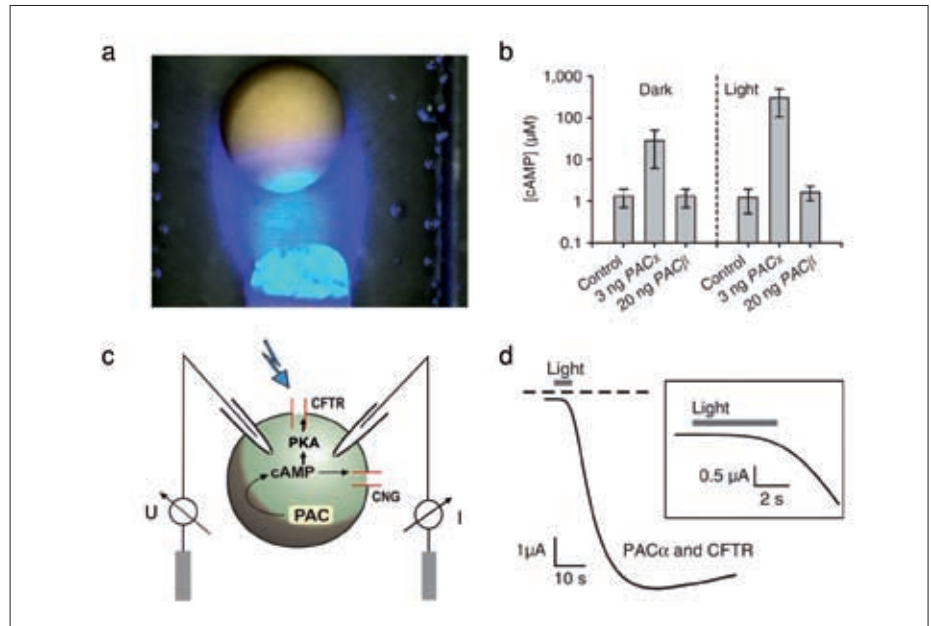 a
b
1,000
100
10
1
0.1
[cAMP] (µM)
Dark
Light
Control
3 ng PACα
20 ng PACβ
Control
3 ng PACα
20 ng PACβ
c
CFTR
PKA
cAMP
CNG
PAC
U
I
d
Light
Light
0.5 µA
2 s
PACα and CFTR
1µA
10 s